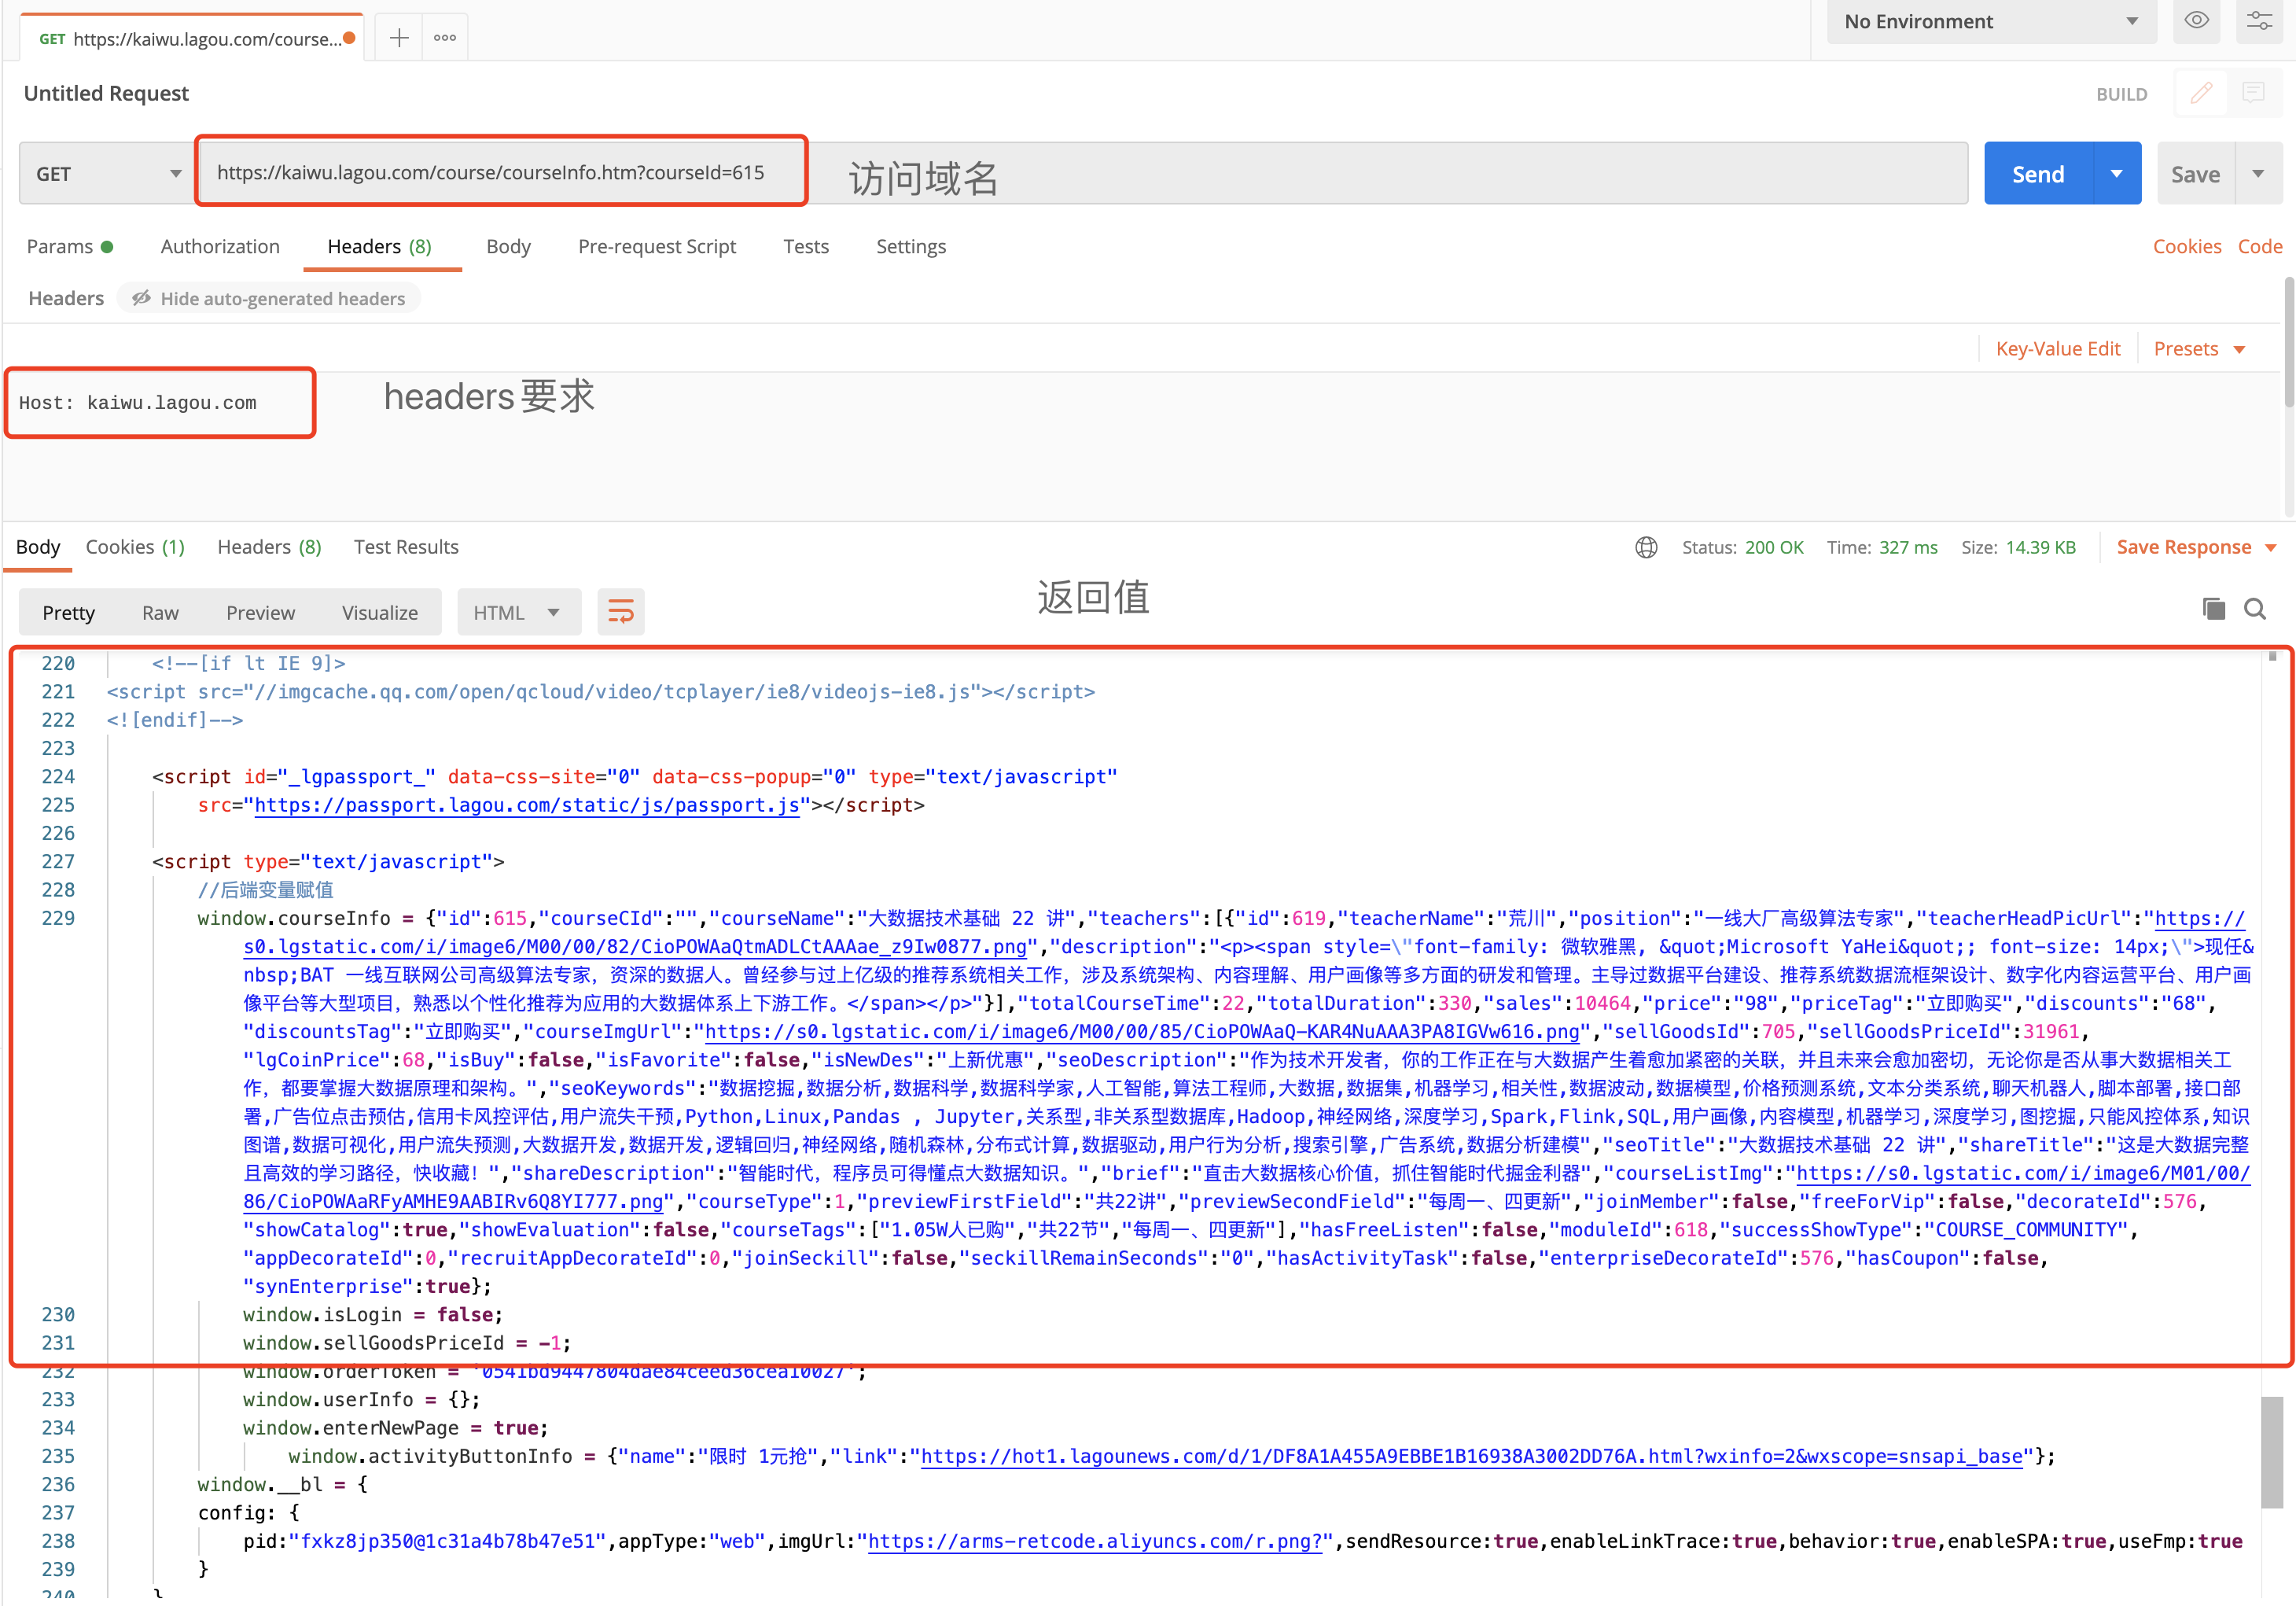 GET https://kaiwu.lagou.com/course...
No Environment
Untitled Request
BUILD
GET https://kaiwu.lagou.com/course/courseInfo.htm?courseId=615 访问域名 Send Save
Params Authorization Headers (8) Body Pre-request Script Tests Settings Cookies Code
Headers Hide auto-generated headers
Key-Value Edit Presets
Host: kaiwu.lagou.com headers要求
Body Cookies (1) Headers (8) Test Results Status: 200 OK Time: 327 ms Size: 14.39 KB Save Response
返回值
Pretty Raw Preview Visualize HTML
220 <!--[if lt IE 9]>
221 <script src="//imgcache.qq.com/open/qcloud/video/tcplayer/ie8/videojs-ie8.js"></script>
222 <![endif]-->
223
224 <script id="_lgpassport_" data-css-site="0" data-css-popup="0" type="text/javascript"
225 src="https://passport.lagou.com/static/js/passport.js"></script>
226
227 <script type="text/javascript">
228 //后端变量赋值
229 window.courseInfo = {"id":615,"courseCId":"","courseName":"大数据技术基础 22 讲","teachers":[{"id":619,"teacherName":"荒川","position":"一线大厂高级算法专家","teacherHeadPicUrl":"https://
s0.lgstatic.com/i/image6/M00/00/82/CioPOWAaQtmADLCtAAAae_z9Iw0877.png","description":"<p><span style=\"font-family: 微软雅黑, &quot;Microsoft YaHei&quot;; font-size: 14px;\">现任&
nbsp;BAT 一线互联网公司高级算法专家，资深的数据人。曾经参与过上亿级的推荐系统相关工作，涉及系统架构、内容理解、用户画像等多方面的研发和管理。主导过数据平台建设、推荐系统数据流框架设计、数字化内容运营平台、用户画
像平台等大型项目，熟悉以个性化推荐为应用的大数据体系上下游工作。</span></p>"}],"totalCourseTime":22,"totalDuration":330,"sales":10464,"price":"98","priceTag":"立即购买","discounts":"68",
"discountsTag":"立即购买","courseImgUrl":"https://s0.lgstatic.com/i/image6/M00/00/85/CioPOWAaQ-KAR4NuAAA3PA8IGVw616.png","sellGoodsId":705,"sellGoodsPriceId":31961,
"lgCoinPrice":68,"isBuy":false,"isFavorite":false,"isNewDes":"上新优惠","seoDescription":"作为技术开发者，你的工作正在与大数据产生着愈加紧密的关联，并且未来会愈加密切，无论你是否从事大数据相关工
作，都要掌握大数据原理和架构。","seoKeywords":"数据挖掘,数据分析,数据科学,数据科学家,人工智能,算法工程师,大数据,数据集,机器学习,相关性,数据波动,数据模型,价格预测系统,文本分类系统,聊天机器人,脚本部署,接口部
署,广告位点击预估,信用卡风控评估,用户流失干预,Python,Linux,Pandas , Jupyter,关系型,非关系型数据库,Hadoop,神经网络,深度学习,Spark,Flink,SQL,用户画像,内容模型,机器学习,深度学习,图挖掘,只能风控体系,知识
图谱,数据可视化,用户流失预测,大数据开发,数据开发,逻辑回归,神经网络,随机森林,分布式计算,数据驱动,用户行为分析,搜索引擎,广告系统,数据分析建模","seoTitle":"大数据技术基础 22 讲","shareTitle":"这是大数据完整
且高效的学习路径，快收藏！","shareDescription":"智能时代，程序员可得懂点大数据知识。","brief":"直击大数据核心价值，抓住智能时代掘金利器","courseListImg":"https://s0.lgstatic.com/i/image6/M01/00/
86/CioPOWAaRFyAMHE9AABIRv6Q8YI777.png","courseType":1,"previewFirstField":"共22讲","previewSecondField":"每周一、四更新","joinMember":false,"freeForVip":false,"decorateId":576,
"showCatalog":true,"showEvaluation":false,"courseTags":["1.05W人已购","共22节","每周一、四更新"],"hasFreeListen":false,"moduleId":618,"successShowType":"COURSE_COMMUNITY",
"appDecorateId":0,"recruitAppDecorateId":0,"joinSeckill":false,"seckillRemainSeconds":"0","hasActivityTask":false,"enterpriseDecorateId":576,"hasCoupon":false,
"synEnterprise":true};
230 window.isLogin = false;
231 window.sellGoodsPriceId = -1;
232 window.orderToken = '0541bd9447804dae84ceed36cea10027';
233 window.userInfo = {};
234 window.enterNewPage = true;
235 window.activityButtonInfo = {"name":"限时 1元抢","link":"https://hot1.lagounews.com/d/1/DF8A1A455A9EBBE1B16938A3002DD76A.html?wxinfo=2&wxscope=snsapi_base"};
236 window.__bl = {
237 config: {
238 pid:"fxkz8jp350@1c31a4b78b47e51",appType:"web",imgUrl:"https://arms-retcode.aliyuncs.com/r.png?",sendResource:true,enableLinkTrace:true,behavior:true,enableSPA:true,useFmp:true
239 }
240 }